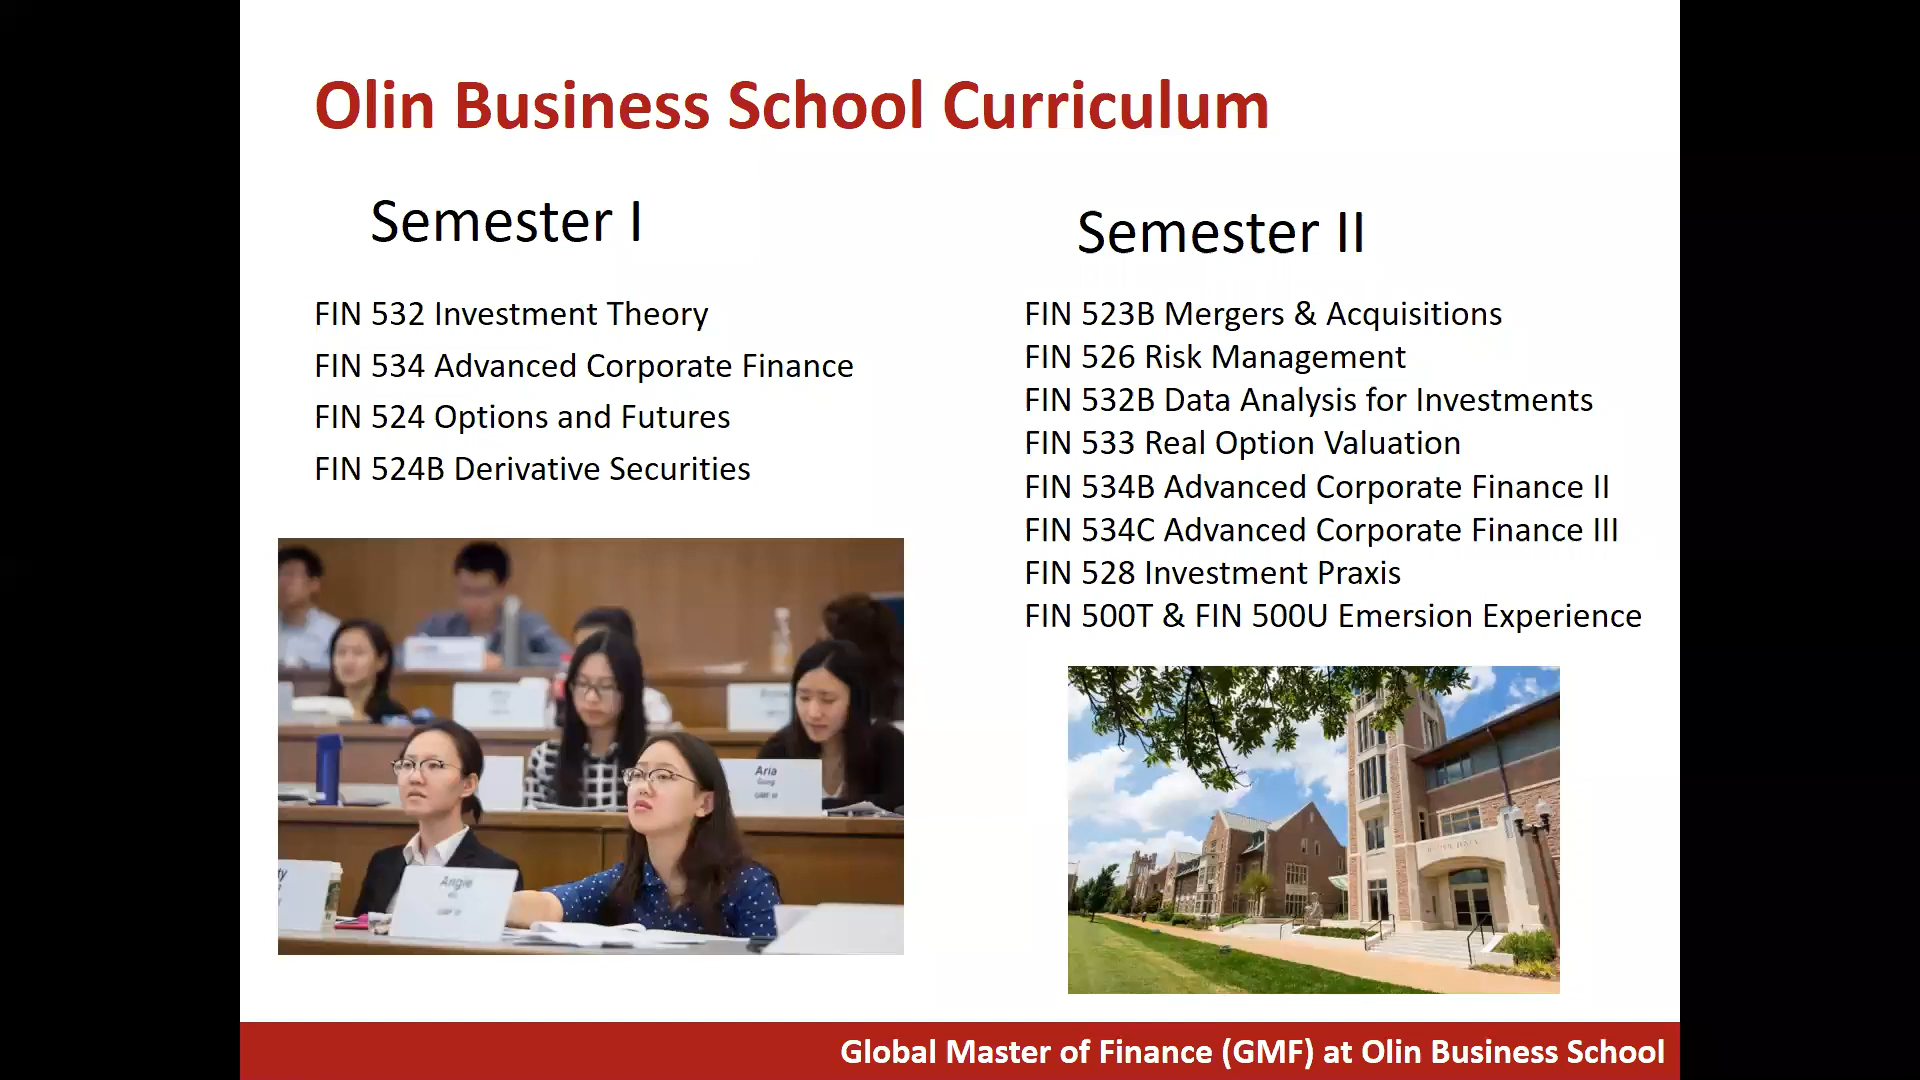 Olin Business School Curriculum
Semester I
FIN 532 Investment Theory
FIN 534 Advanced Corporate Finance
FIN 524 Options and Futures
FIN 524B Derivative Securities
Semester II
FIN 523B Mergers & Acquisitions
FIN 526 Risk Management
FIN 532B Data Analysis for Investments
FIN 533 Real Option Valuation
FIN 534B Advanced Corporate Finance II
FIN 534C Advanced Corporate Finance III
FIN 528 Investment Praxis
FIN 500T & FIN 500U Emersion Experience
Aria
Angie
Global Master of Finance (GMF) at Olin Business School